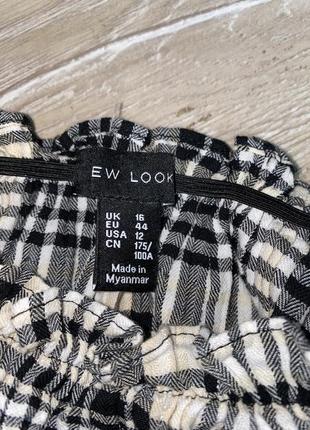 EW LOOK
UK 16
EU 44
USA 12
CN 175/
100A
Made in
Myanmar